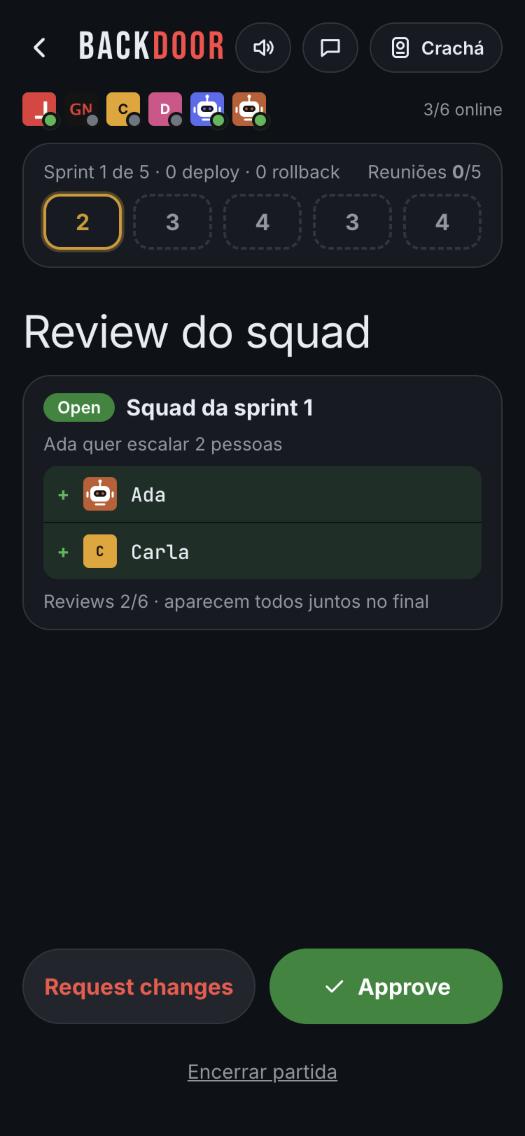 BACKDOOR
Crachá
GN C D
3/6 online
Sprint 1 de 5 · 0 deploy · 0 rollback
Reuniões 0/5
2 3 4 3 4
Review do squad
Open Squad da sprint 1
Ada quer escalar 2 pessoas
+ Ada
+ C Carla
Reviews 2/6 · aparecem todos juntos no final
Request changes
Approve
Encerrar partida